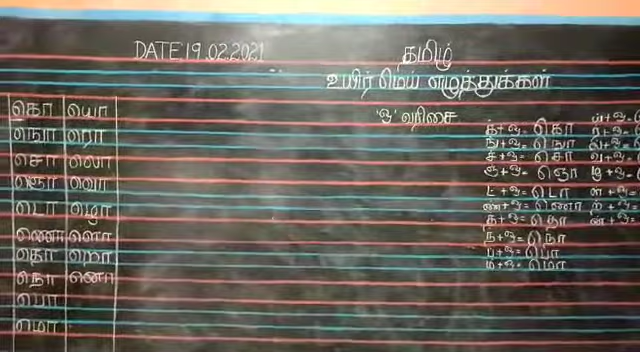 DATE 19.02.2021
தமிழ்
உயிர் மெய் எழுத்துக்கள்
'ஒ' வரிசை
கொ யொ
ஙொ ரொ
சொ லொ
ஞொ வொ
டொ ழொ
ணொ ளொ
தொ றொ
நொ னொ
பொ
மொ
க்+ஒ= கொ
ங்+ஒ= ஙொ
ச்+ஒ= சொ
ஞ்+ஒ= ஞொ
ட்+ஒ= டொ
ண்+ஒ= ணொ
த்+ஒ= தொ
ந்+ஒ= நொ
ப்+ஒ= பொ
ம்+ஒ= மொ
ய்+ஒ=
ர்+ஒ=
ல்+ஒ=
வ்+ஒ=
ழ்+ஒ=
ள்+ஒ=
ற்+ஒ=
ன்+ஒ=